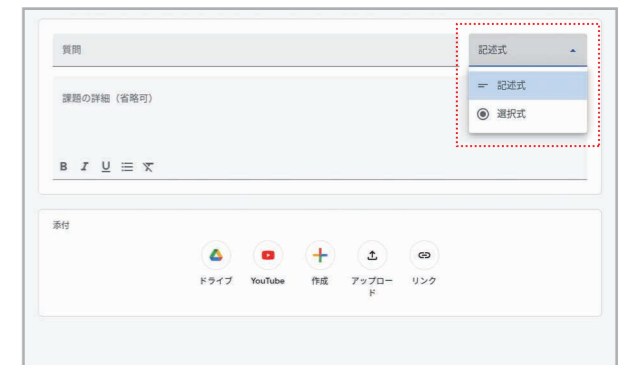 質問
記述式
記述式
選択式
課題の詳細（省略可）
B I U
添付
ドライブ
YouTube
作成
アップロー
ド
リンク